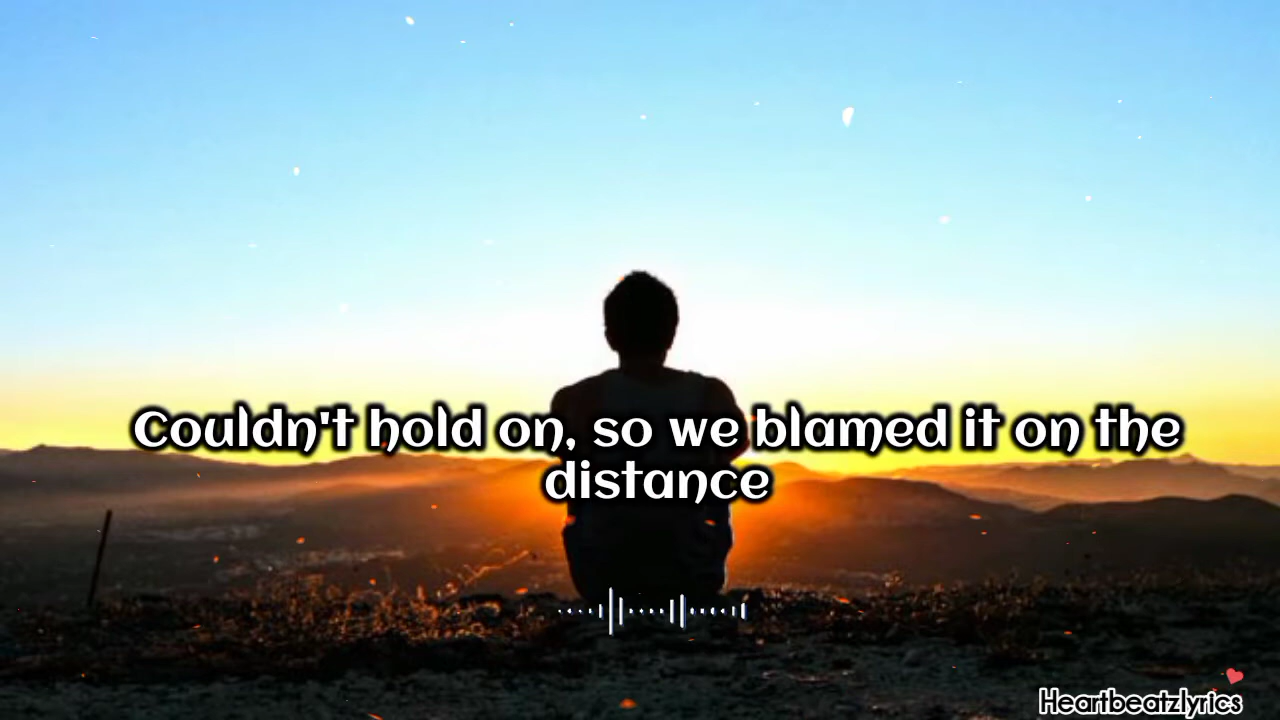 Couldn't hold on, so we blamed it on the
distance
Heartbeatzlyrics